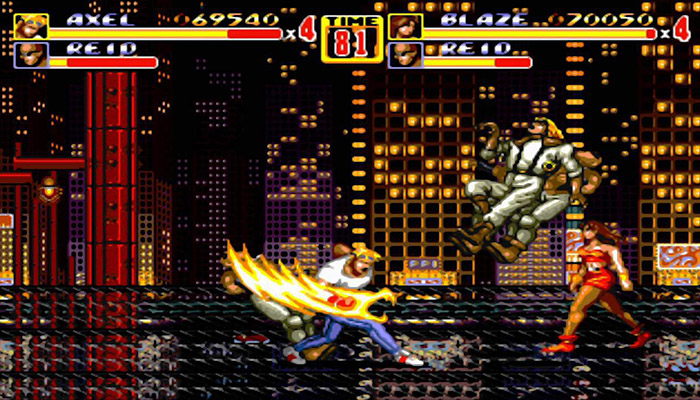 AXEL 069540
x4
TIME
81
BLAZE 070050
x4
REID
REID